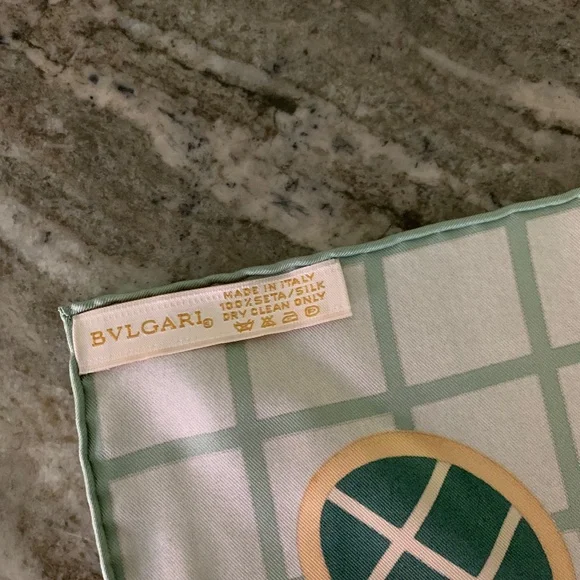 BVLGARI®
MADE IN ITALY
100% SETA/SILK
DRY CLEAN ONLY